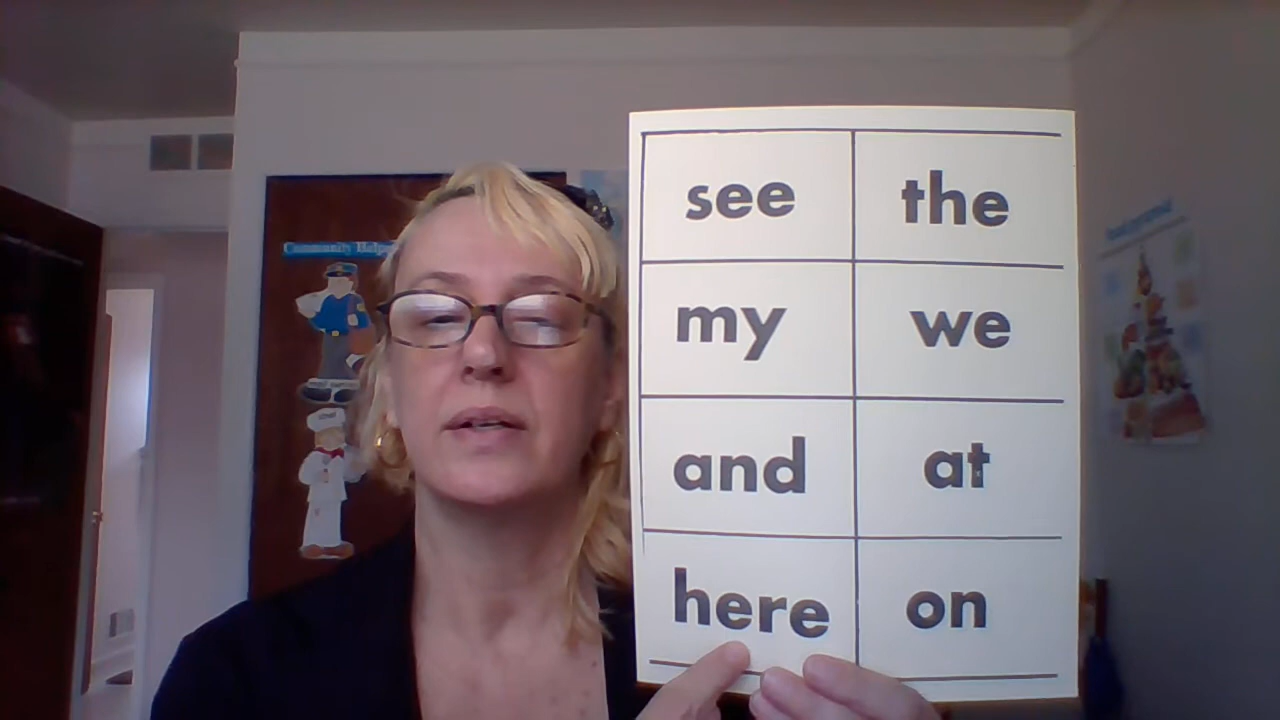 Community Helpers
see the
my we
and at
here on